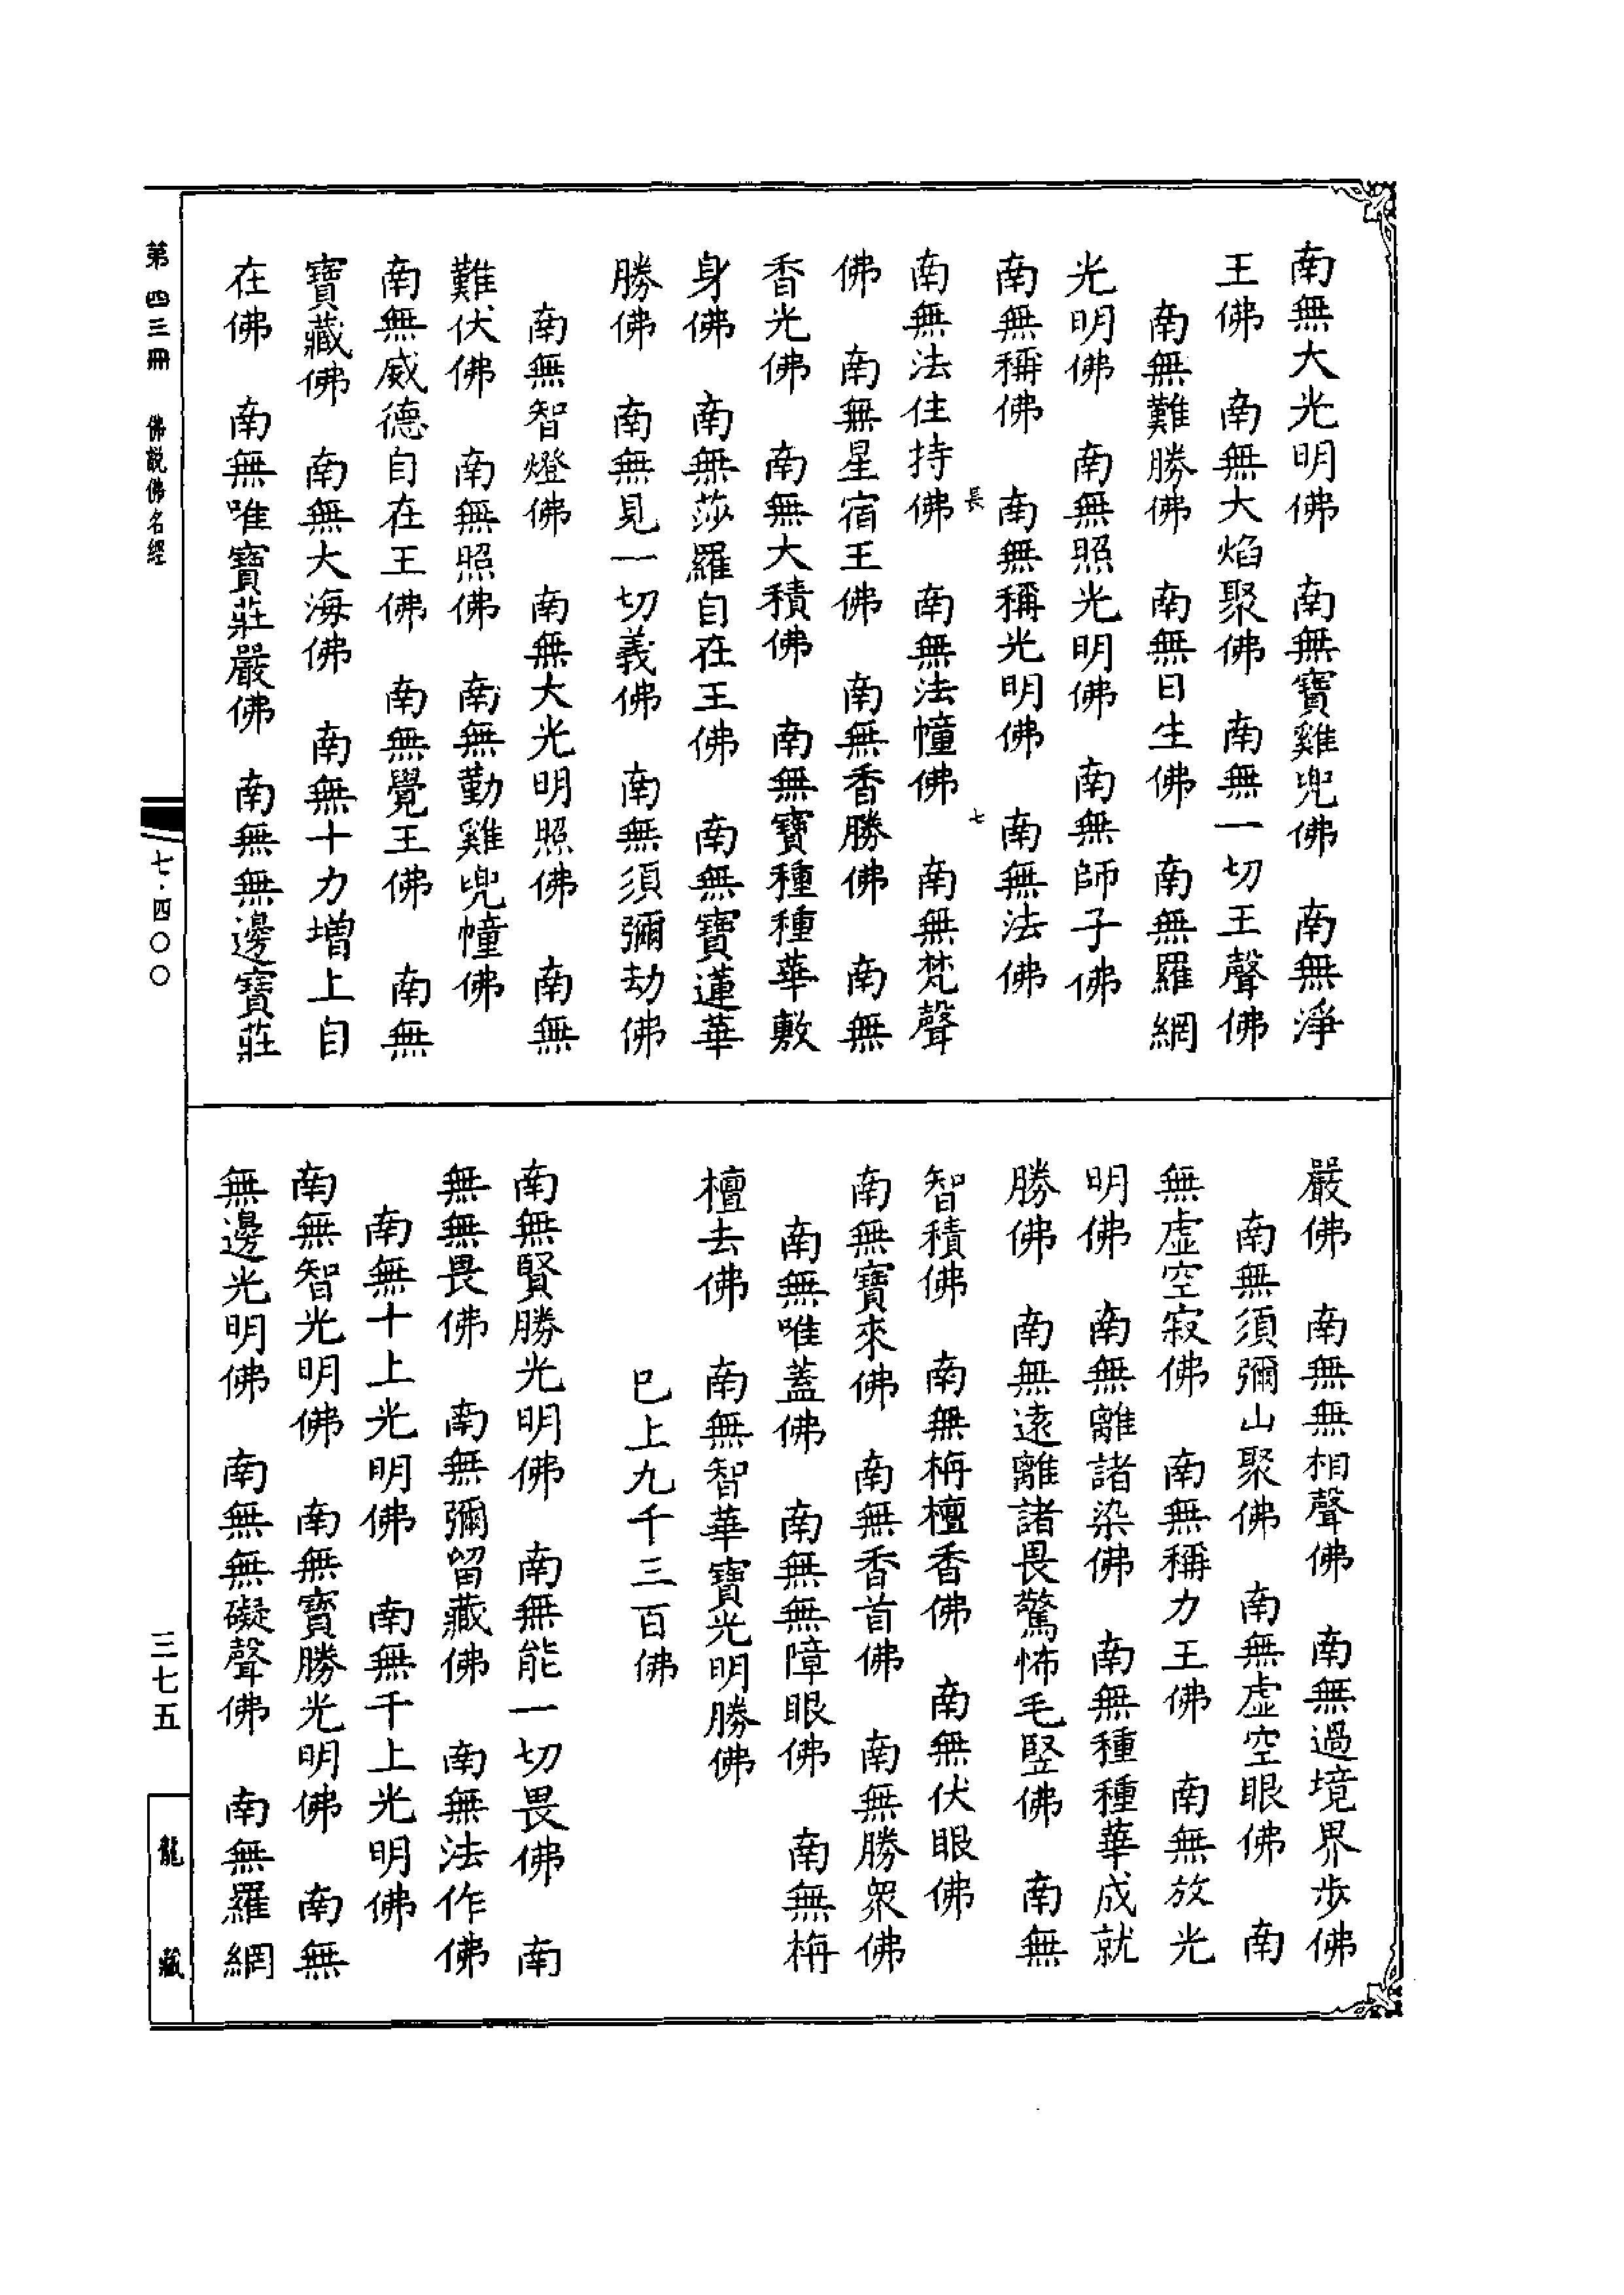 南無大光明佛　南無寶雞兜佛　南無淨
王佛　南無大焰聚佛　南無一切王聲佛
南無難勝佛　南無日生佛　南無羅網
光明佛　南無照光明佛　南無師子佛
南無稱佛　南無稱光明佛　南無法佛
長　七
南無法住持佛　南無法幢佛　南無梵聲
佛　南無星宿王佛　南無香勝佛　南無
香光佛　南無大積佛　南無寶種種華敷
身佛　南無莎羅自在王佛　南無寶蓮華
勝佛　南無見一切義佛　南無須彌劫佛
南無智燈佛　南無大光明照佛　南無
難伏佛　南無照佛　南無勤雞兜幢佛
南無威德自在王佛　南無覺王佛　南無
寶藏佛　南無大海佛　南無十力增上自
在佛　南無唯寶莊嚴佛　南無無邊寶莊
嚴佛　南無無相聲佛　南無過境界步佛
南無須彌山聚佛　南無虛空眼佛　南
無虛空寂佛　南無稱力王佛　南無放光
明佛　南無離諸染佛　南無種種華成就
勝佛　南無遠離諸畏驚怖毛竪佛　南無
智積佛　南無栴檀香佛　南無伏眼佛
南無寶來佛　南無香首佛　南無勝衆佛
南無唯蓋佛　南無無障眼佛　南無栴
檀去佛　南無智華寶光明勝佛
巳上九千三百佛
南無賢勝光明佛　南無能一切畏佛　南
無無畏佛　南無彌留藏佛　南無法作佛
南無十上光明佛　南無千上光明佛
南無智光明佛　南無寶勝光明佛　南無
無邊光明佛　南無無礙聲佛　南無羅網
第四三冊　佛說佛名經
七·四〇〇
三七五
龍藏